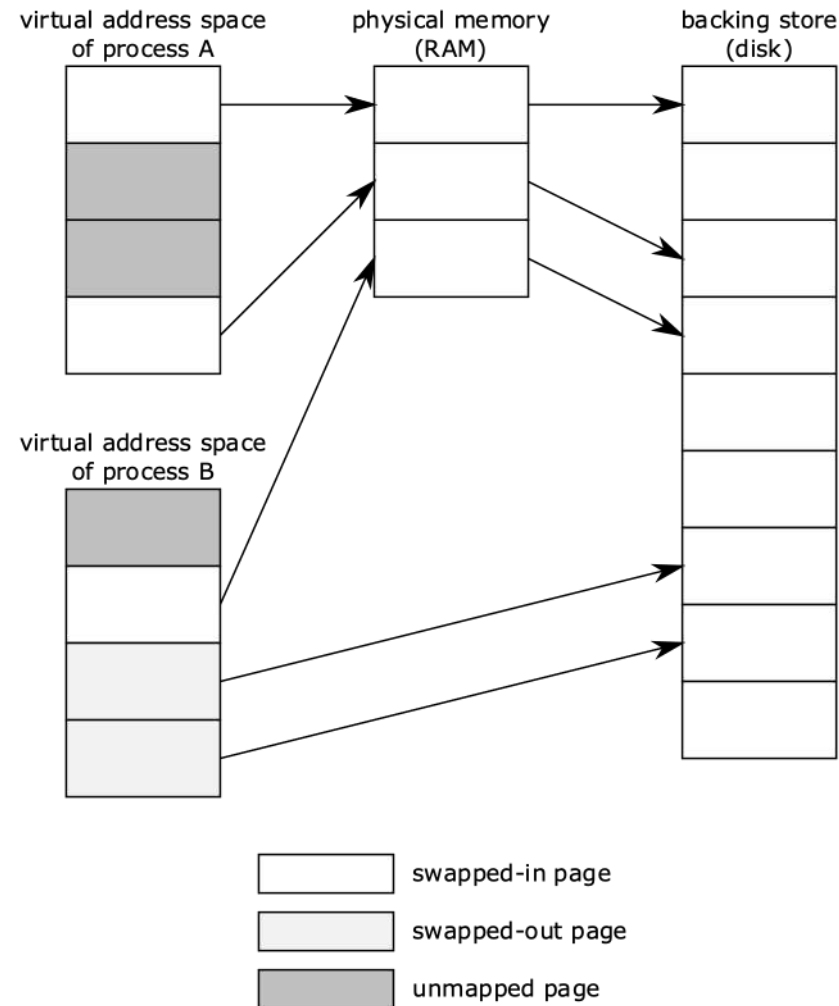 virtual address space
of process A
physical memory
(RAM)
backing store
(disk)
virtual address space
of process B
swapped-in page
swapped-out page
unmapped page